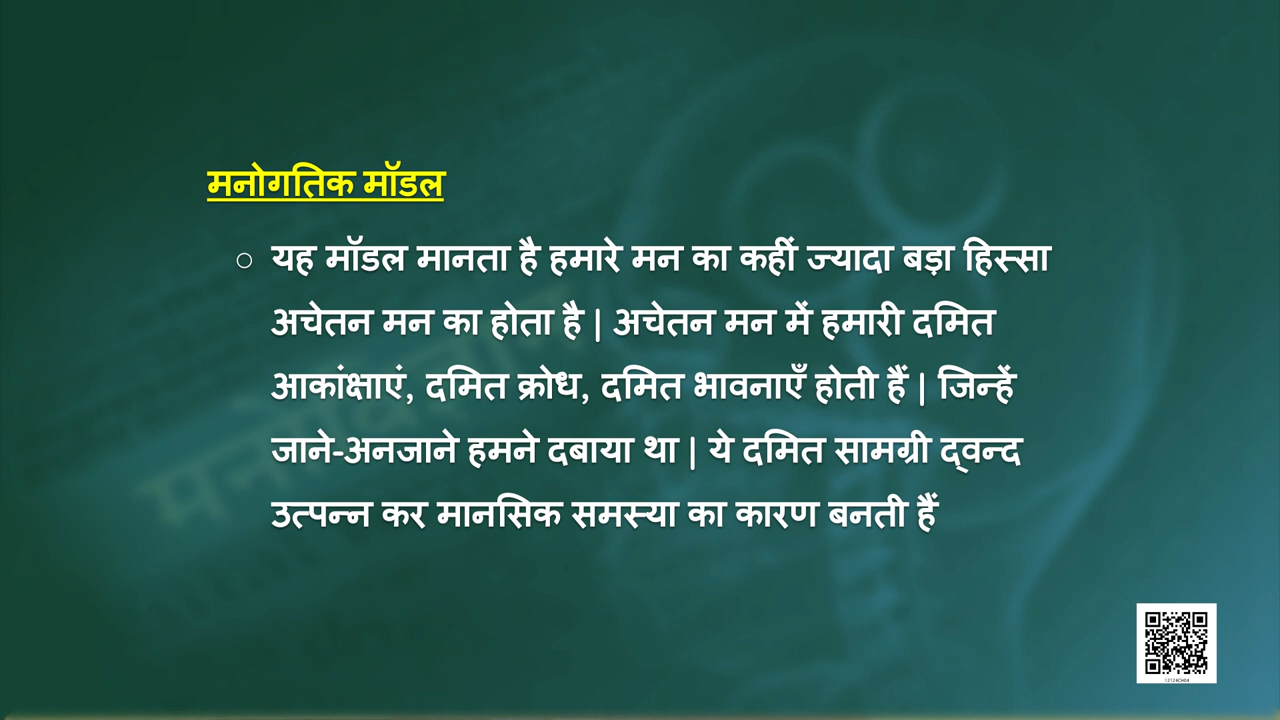 मनोगतिक मॉडल
○ यह मॉडल मानता है हमारे मन का कहीं ज्यादा बड़ा हिस्सा
अचेतन मन का होता है | अचेतन मन में हमारी दमित
आकांक्षाएं, दमित क्रोध, दमित भावनाएँ होती हैं | जिन्हें
जाने-अनजाने हमने दबाया था | ये दमित सामग्री द्वन्द
उत्पन्न कर मानसिक समस्या का कारण बनती हैं